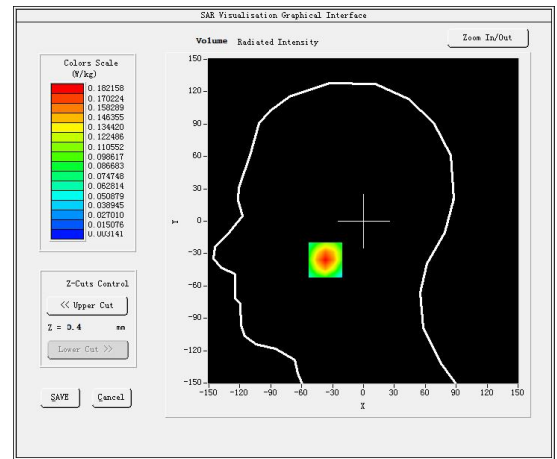 SAR Visualisation Graphical Interface
Volume Radiated Intensity
Zoom In/Out
Colors Scale
(W/kg)
0.182158
0.170224
0.158289
0.146355
0.134420
0.122486
0.110552
0.098617
0.086683
0.074748
0.062814
0.050879
0.038945
0.027010
0.015076
0.003141
Z-Cuts Control
<< Upper Cut
Z = 0.4 mm
Lower Cut >>
SAVE
Cancel
150
120
90
60
30
0
-30
-60
-90
-120
-150
Y
-150 -120 -90 -60 -30 0 30 60 90 120 150
X